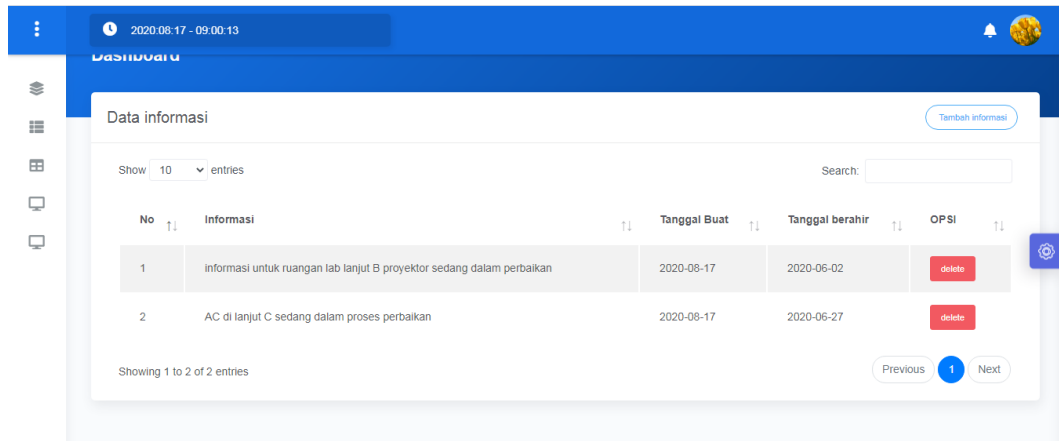 2020:08:17 - 09:00:13
Dashboard
Data informasi
Tambah informasi
Show 10 entries
Search:
No Informasi Tanggal Buat Tanggal berahir OPSI
1 informasi untuk ruangan lab lanjut B proyektor sedang dalam perbaikan 2020-08-17 2020-06-02 delete
2 AC di lanjut C sedang dalam proses perbaikan 2020-08-17 2020-06-27 delete
Showing 1 to 2 of 2 entries
Previous 1 Next